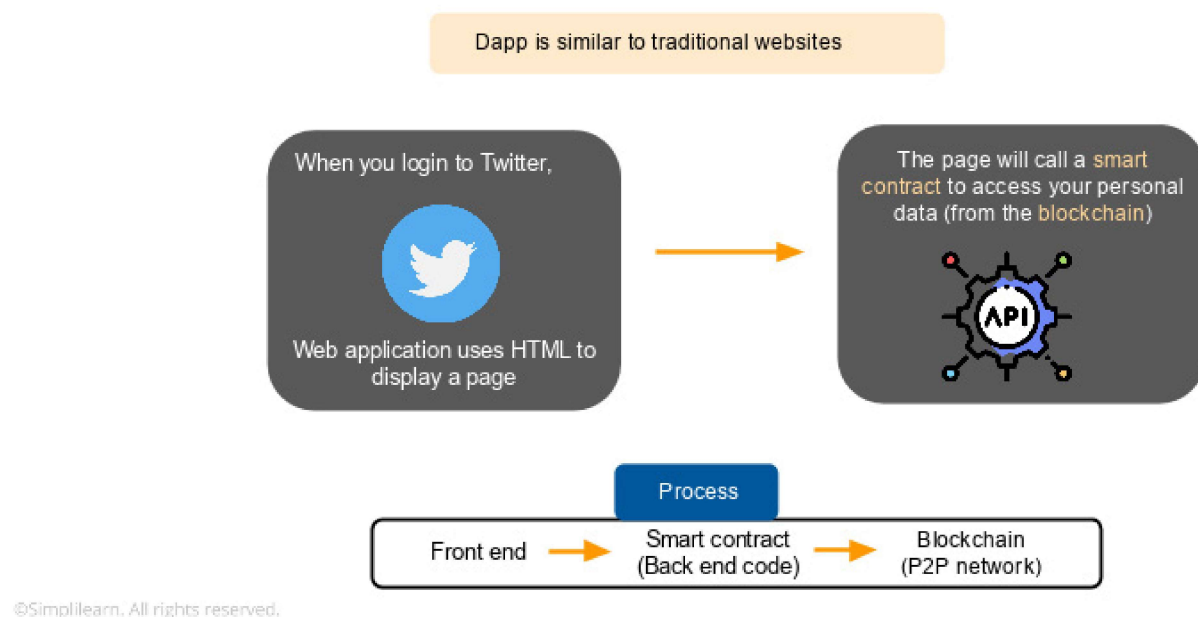 Dapp is similar to traditional websites
When you login to Twitter,
Web application uses HTML to
display a page
The page will call a smart
contract to access your personal
data (from the blockchain)
API
Process
Front end
Smart contract
(Back end code)
Blockchain
(P2P network)
©Simplilearn. All rights reserved.